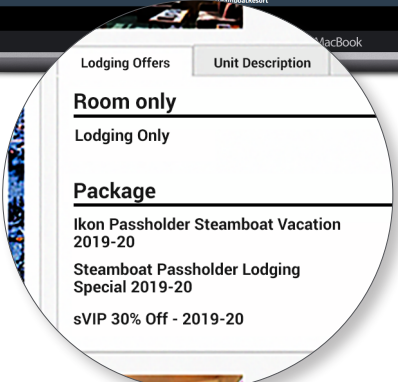 MacBook
Lodging Offers
Unit Description
Room only
Lodging Only
Package
Ikon Passholder Steamboat Vacation
2019-20
Steamboat Passholder Lodging
Special 2019-20
sVIP 30% Off - 2019-20